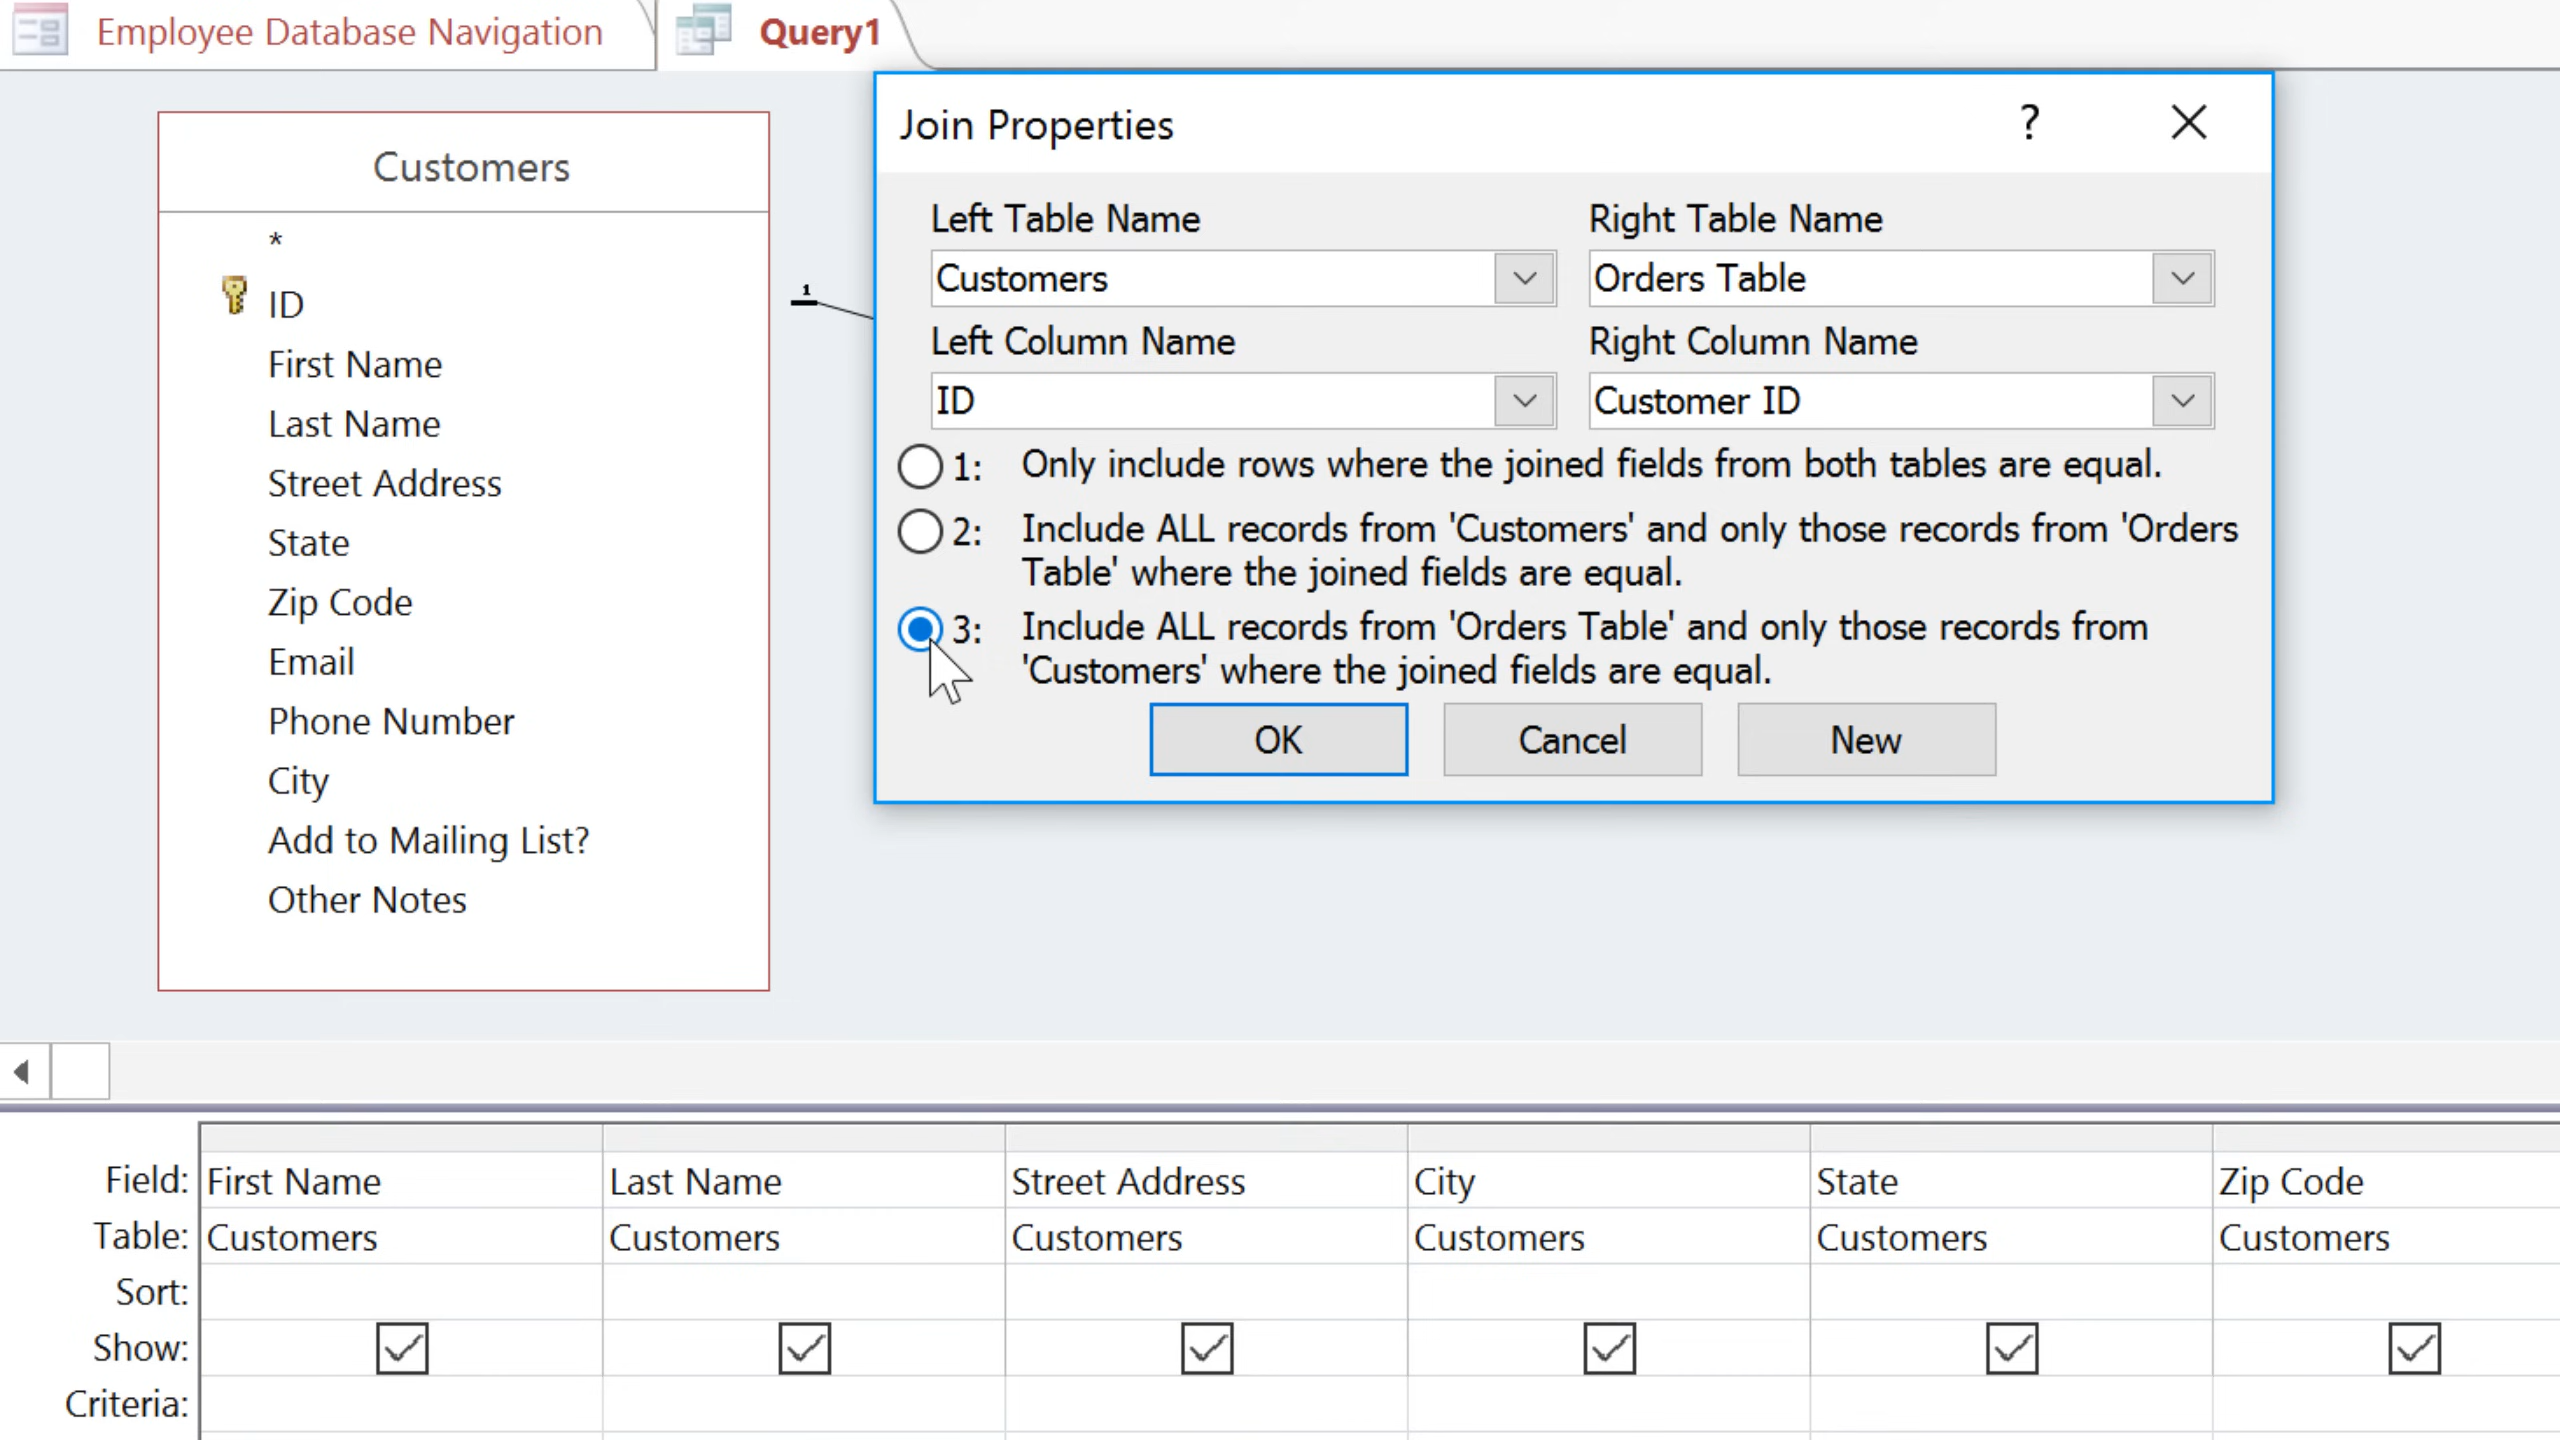 Employee Database Navigation
Query1
Customers
*
ID
First Name
Last Name
Street Address
State
Zip Code
Email
Phone Number
City
Add to Mailing List?
Other Notes
1
Join Properties
?
Left Table Name
Right Table Name
Customers
Orders Table
Left Column Name
Right Column Name
ID
Customer ID
1: Only include rows where the joined fields from both tables are equal.
2: Include ALL records from 'Customers' and only those records from 'Orders
Table' where the joined fields are equal.
3: Include ALL records from 'Orders Table' and only those records from
'Customers' where the joined fields are equal.
OK Cancel New
Field: First Name Last Name Street Address City State Zip Code
Table: Customers Customers Customers Customers Customers Customers
Sort:
Show:
Criteria: